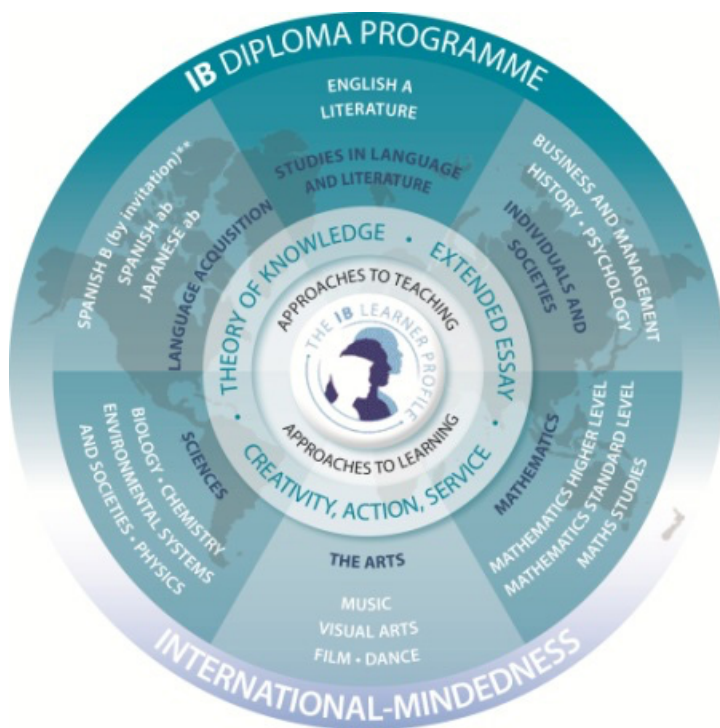 IB DIPLOMA PROGRAMME
ENGLISH A
LITERATURE
STUDIES IN LANGUAGE
AND LITERATURE
BUSINESS AND MANAGEMENT
HISTORY • PSYCHOLOGY
INDIVIDUALS AND
SOCIETIES
MATHEMATICS
MATHEMATICS HIGHER LEVEL
MATHEMATICS STANDARD LEVEL
MATHS STUDIES
THE ARTS
MUSIC
VISUAL ARTS
FILM • DANCE
SCIENCES
BIOLOGY • CHEMISTRY
ENVIRONMENTAL SYSTEMS
AND SOCIETIES • PHYSICS
SPANISH B (by invitation)**
SPANISH ab
JAPANESE ab
LANGUAGE ACQUISITION
THEORY OF KNOWLEDGE • EXTENDED ESSAY •
CREATIVITY, ACTION, SERVICE •
APPROACHES TO TEACHING
THE IB LEARNER PROFILE
APPROACHES TO LEARNING
INTERNATIONAL-MINDEDNESS